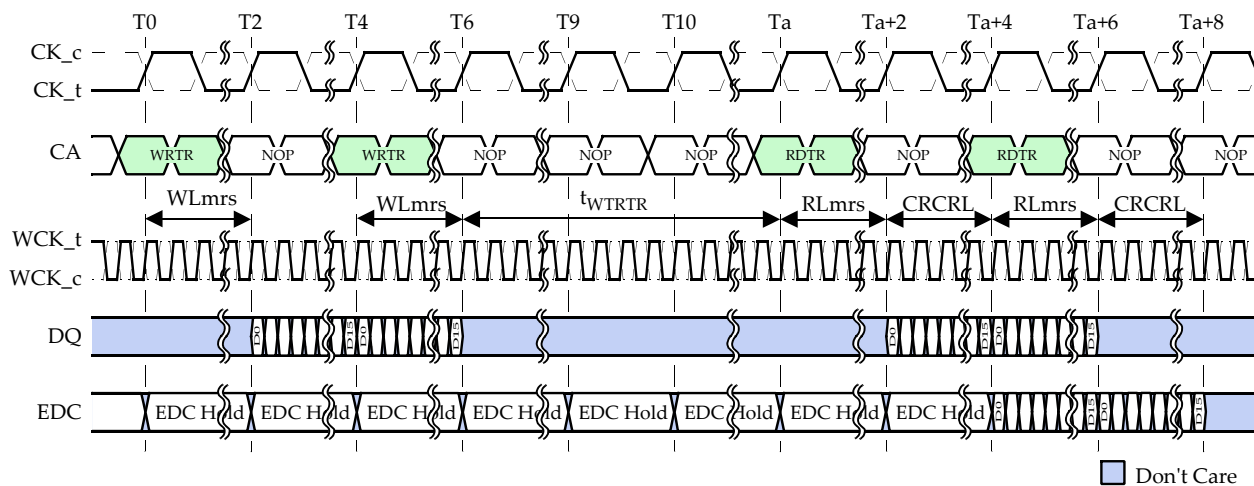 T0 T2 T4 T6 T9 T10 Ta Ta+2 Ta+4 Ta+6 Ta+8
CK_c
CK_t
CA WRTR NOP WRTR NOP NOP NOP RDTR NOP RDTR NOP NOP
WLmrs WLmrs tWTRTR RLmrs CRCRL RLmrs CRCRL
WCK_t
WCK_c
DQ D0 D15 D0 D15 D0 D15 D0 D15
EDC EDC Hold EDC Hold EDC Hold EDC Hold EDC Hold EDC Hold EDC Hold EDC Hold D0 D15 D0 D15
Don't Care